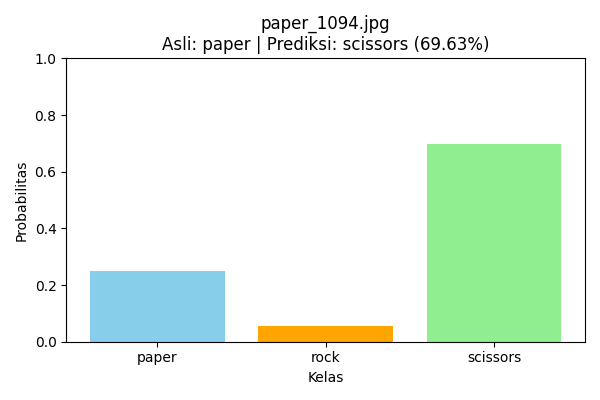 paper_1094.jpg
Asli: paper | Prediksi: scissors (69.63%)
1.0
0.8
0.6
0.4
0.2
0.0
Probabilitas
paper rock scissors
Kelas